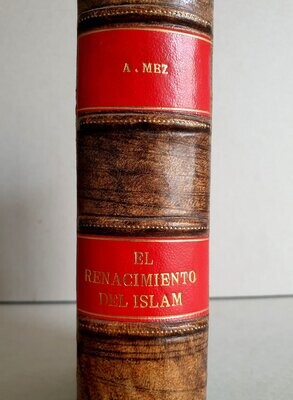 A. MEZ
EL
RENACIMIENTO
DEL ISLAM